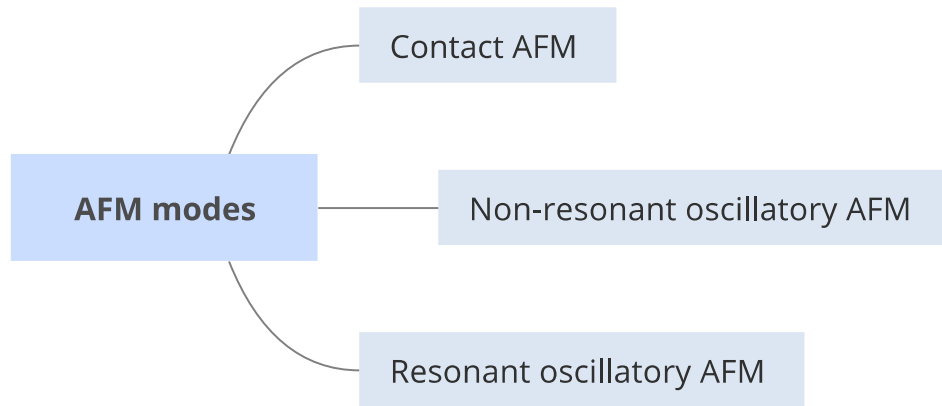 Contact AFM
AFM modes
Non-resonant oscillatory AFM
Resonant oscillatory AFM